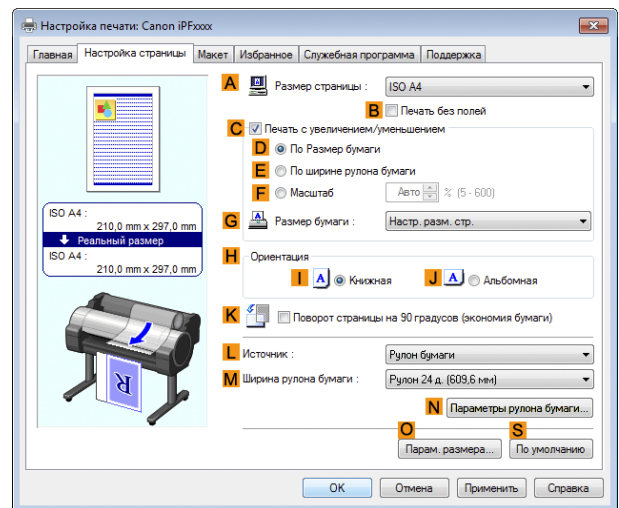 Настройка печати: Canon iPFxxxx
Главная Настройка страницы Макет Избранное Служебная программа Поддержка
A Размер страницы : ISO A4
B Печать без полей
C Печать с увеличением/уменьшением
D По Размер бумаги
E По ширине рулона бумаги
F Масштаб Авто % (5 - 600)
ISO A4 :
210,0 mm x 297,0 mm
Реальный размер
ISO A4 :
210,0 mm x 297,0 mm
G Размер бумаги : Настр. разм. стр.
H Ориентация
I A Книжная J A Альбомная
K Поворот страницы на 90 градусов (экономия бумаги)
R
L Источник : Рулон бумаги
M Ширина рулона бумаги : Рулон 24 д. (609,6 мм)
N Параметры рулона бумаги...
O S
Парам. размера... По умолчанию
OK Отмена Применить Справка